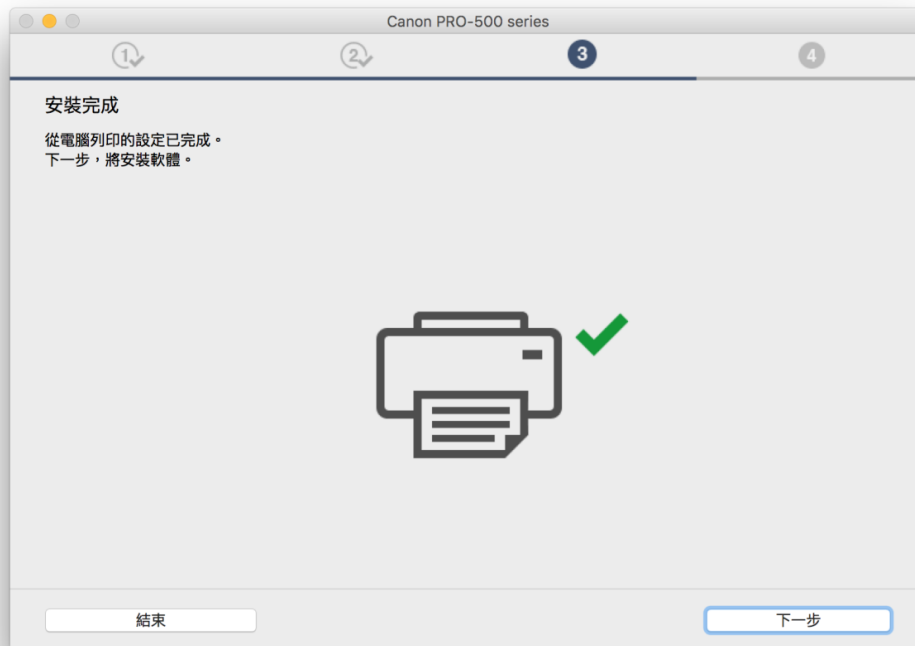 Canon PRO-500 series
1 2 3 4
安裝完成
從電腦列印的設定已完成。
下一步，將安裝軟體。
結束 下一步